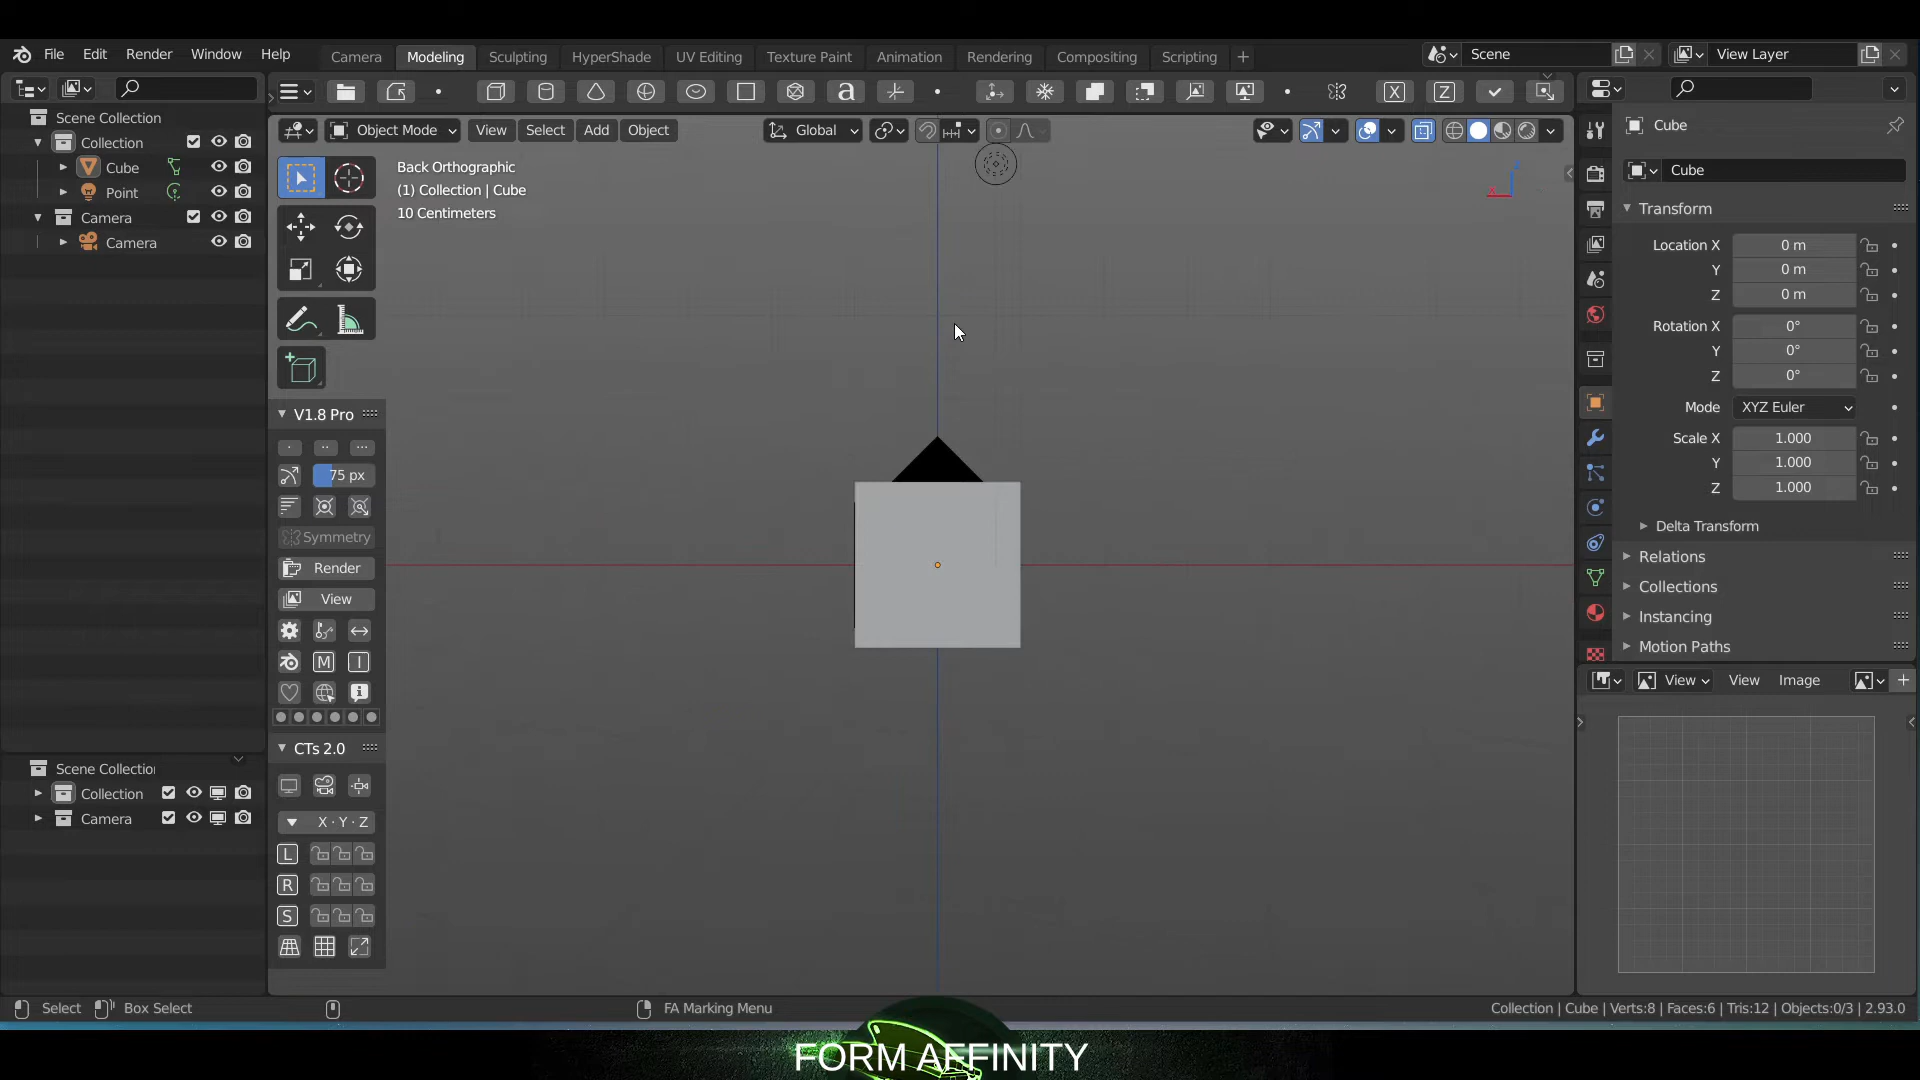 File Edit Render Window Help Camera Modeling Sculpting HyperShade UV Editing Texture Paint Animation Rendering Compositing Scripting + Scene View Layer
a X Z
Scene Collection
Collection
Cube
Point
Camera
Camera
Scene Collectio
Collection
Camera
Object Mode View Select Add Object Global
Back Orthographic
(1) Collection | Cube
10 Centimeters
X
V1.8 Pro
75 px
Symmetry
Render
View
M I
CTs 2.0
X · Y · Z
L
R
S
Cube
Cube
Transform
Location X 0 m
Y 0 m
Z 0 m
Rotation X 0°
Y 0°
Z 0°
Mode XYZ Euler
Scale X 1.000
Y 1.000
Z 1.000
Delta Transform
Relations
Collections
Instancing
Motion Paths
View View Image +
Select Box Select FA Marking Menu Collection | Cube | Verts:8 | Faces:6 | Tris:12 | Objects:0/3 | 2.93.0
FORM AFFINITY